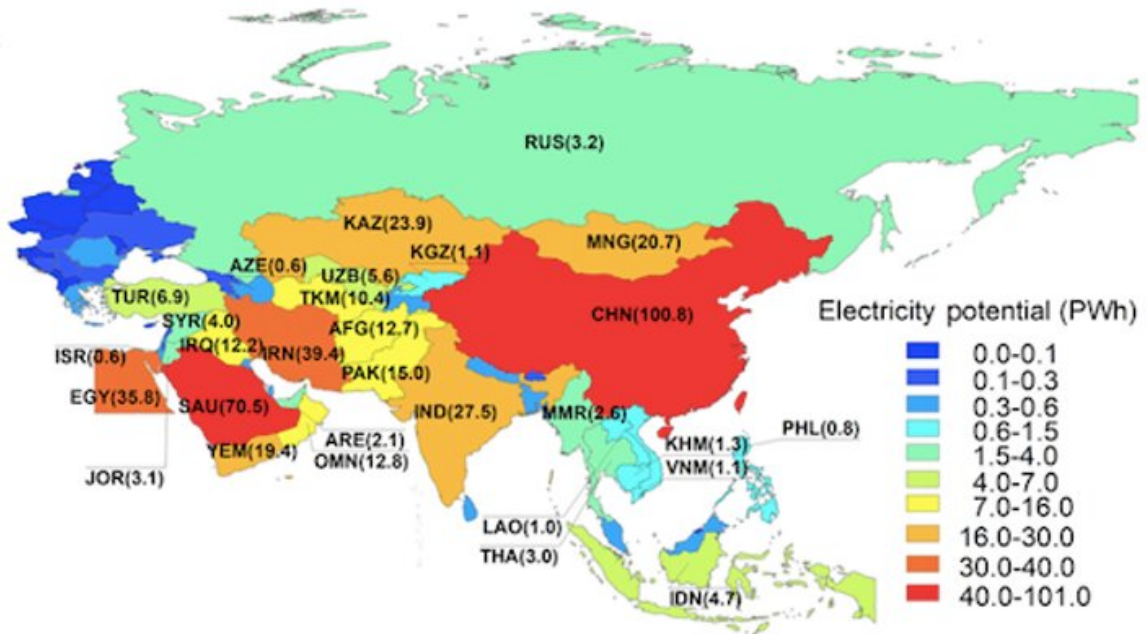 RUS(3.2)
KAZ(23.9)
MNG(20.7)
KGZ(1.1)
AZE(0.6)
UZB(5.6)
TUR(6.9)
TKM(10.4)
CHN(100.8)
SYR(4.0)
AFG(12.7)
IRQ(12.2)
IRN(39.4)
ISR(0.6)
PAK(15.0)
EGY(35.8)
SAU(70.5)
IND(27.5)
MMR(2.6)
YEM(19.4)
ARE(2.1)
OMN(12.8)
JOR(3.1)
KHM(1.3)
PHL(0.8)
VNM(1.1)
LAO(1.0)
THA(3.0)
IDN(4.7)
Electricity potential (PWh)
0.0-0.1
0.1-0.3
0.3-0.6
0.6-1.5
1.5-4.0
4.0-7.0
7.0-16.0
16.0-30.0
30.0-40.0
40.0-101.0